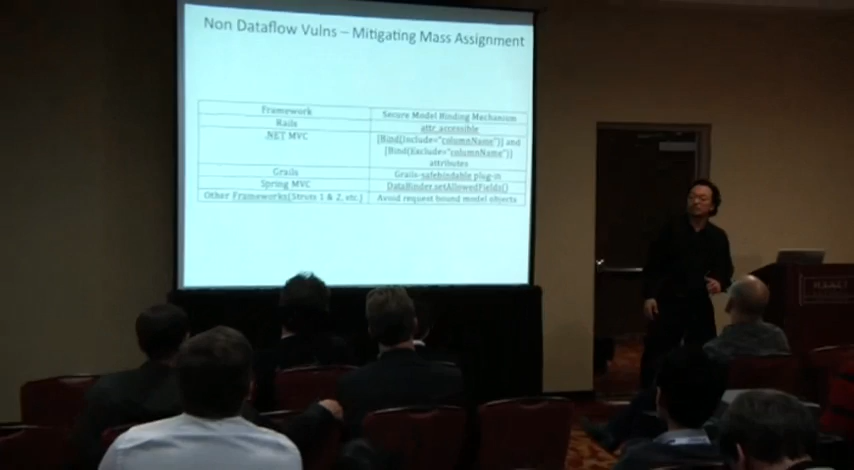 Non Dataflow Vulns – Mitigating Mass Assignment
Framework Secure Model Binding Mechanism
Rails attr_accessible
.NET MVC [Bind(Include="columnName")] and
[Bind(Exclude="columnName")]
attributes
Grails Grails-safebindable plug-in
Spring MVC DataBinder.setAllowedFields()
Other Frameworks(Struts 1 & 2, etc.) Avoid request bound model objects
HYATT